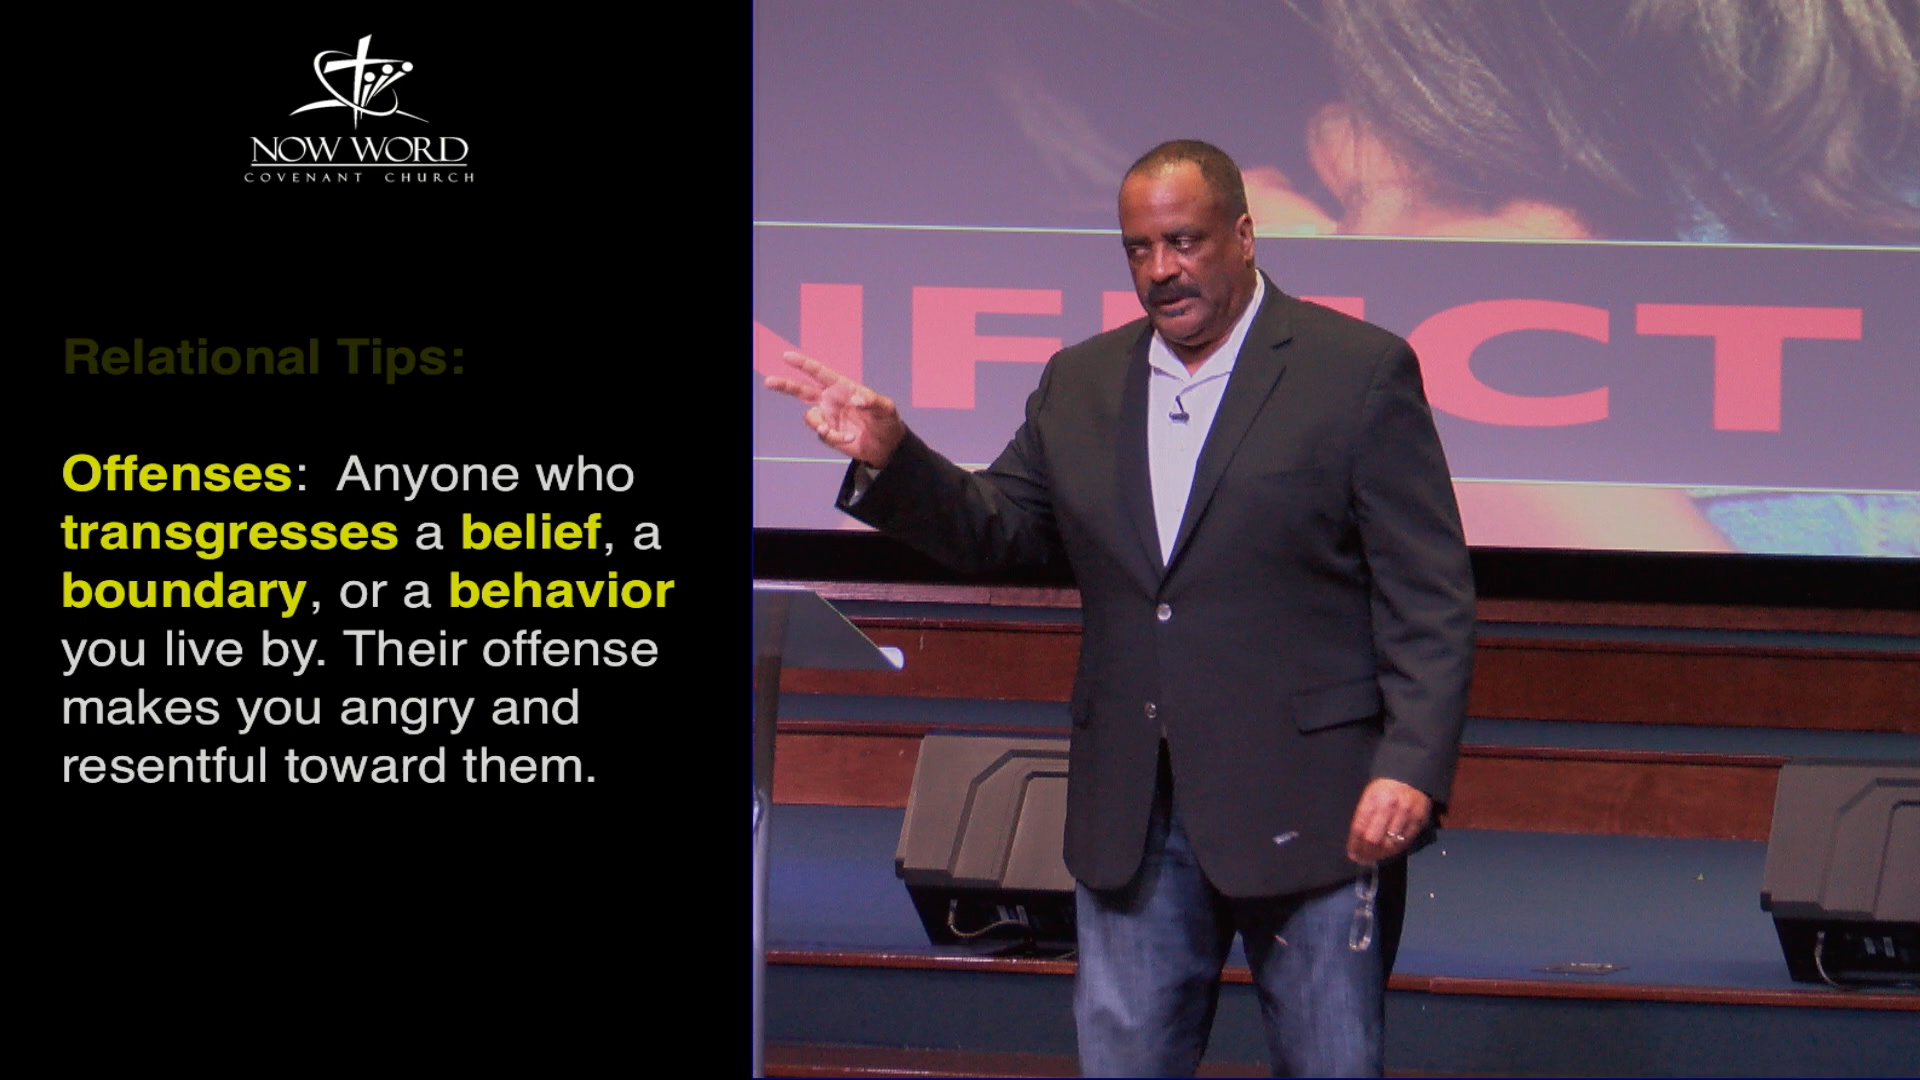 NOW WORD
COVENANT CHURCH
Relational Tips:
Offenses: Anyone who
transgresses a belief, a
boundary, or a behavior
you live by. Their offense
makes you angry and
resentful toward them.